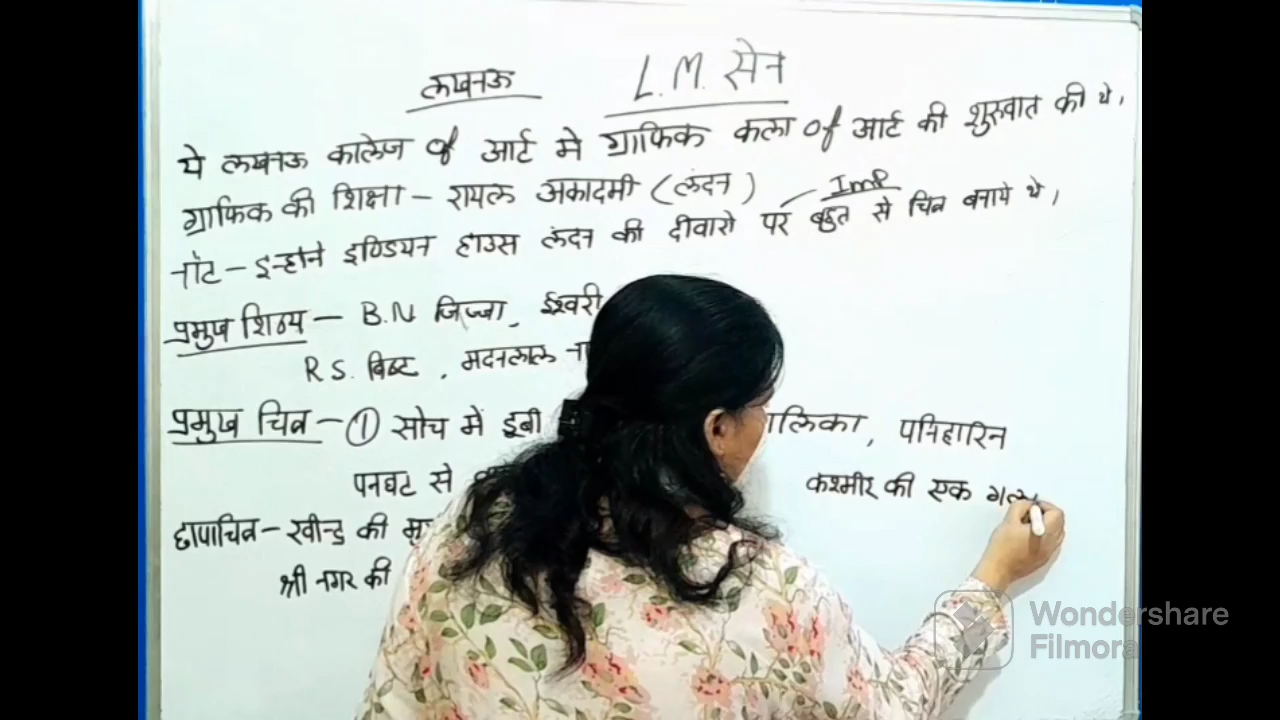 लखनऊ L.M. सेन
ये लखनऊ कालेज of आर्ट मे ग्राफिक कला of आर्ट की शुरुवात की थे।
ग्राफिक की शिक्षा - रायल अकादमी (लंदन) Imp
नोट - इन्होने इण्डियन हाउस लंदन की दीवारो पर बहुत से चित्र बनाये थे।
प्रमुख शिष्य - B.N जिज्जा, ईश्वरी
R S. बिष्ट, मदनलाल
प्रमुख चित्र - ① सोच में डूबी पनिहारिन
पनघट से कश्मीर की एक
छापाचित्र - रवीन्द्र की
श्री नगर की
Wondershare
Filmora